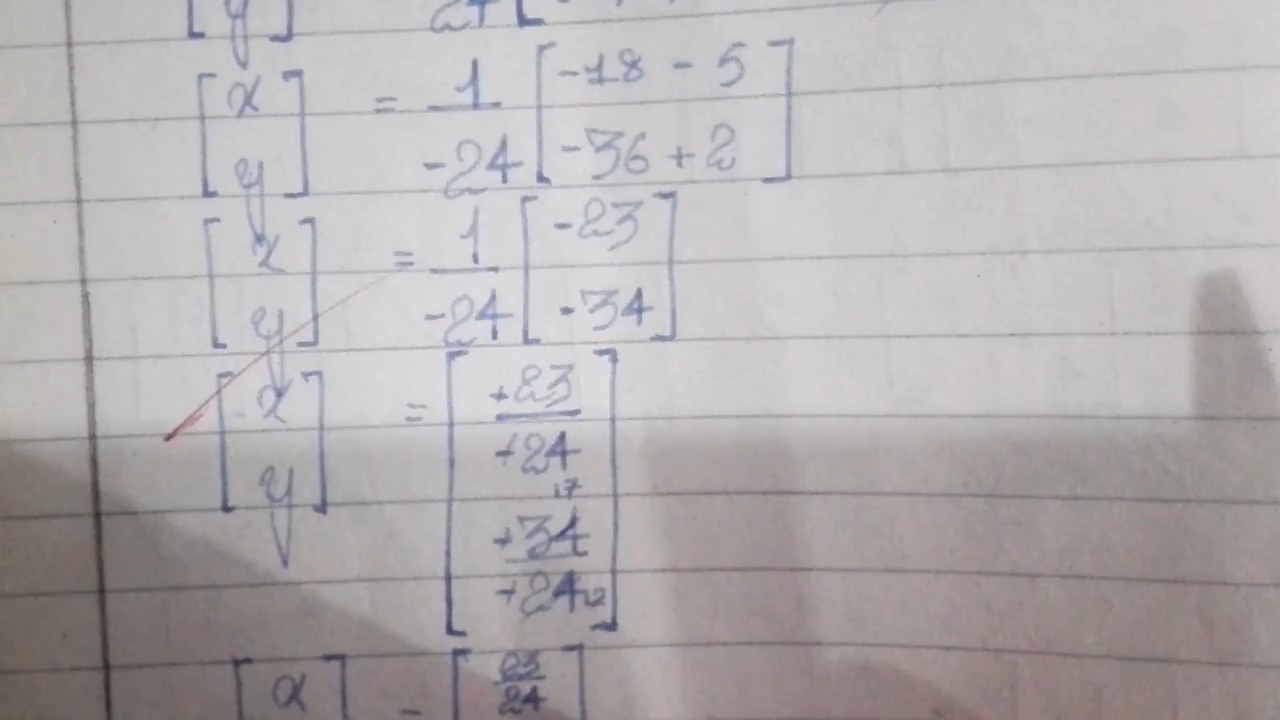 [y]
[x = 1 [-18 - 5
y] -24 -36 + 2]
[x = 1 [-23
y] -24 -34]
[x = [+23
+24
17
y] +34
+24 12]
[x = [23
24]